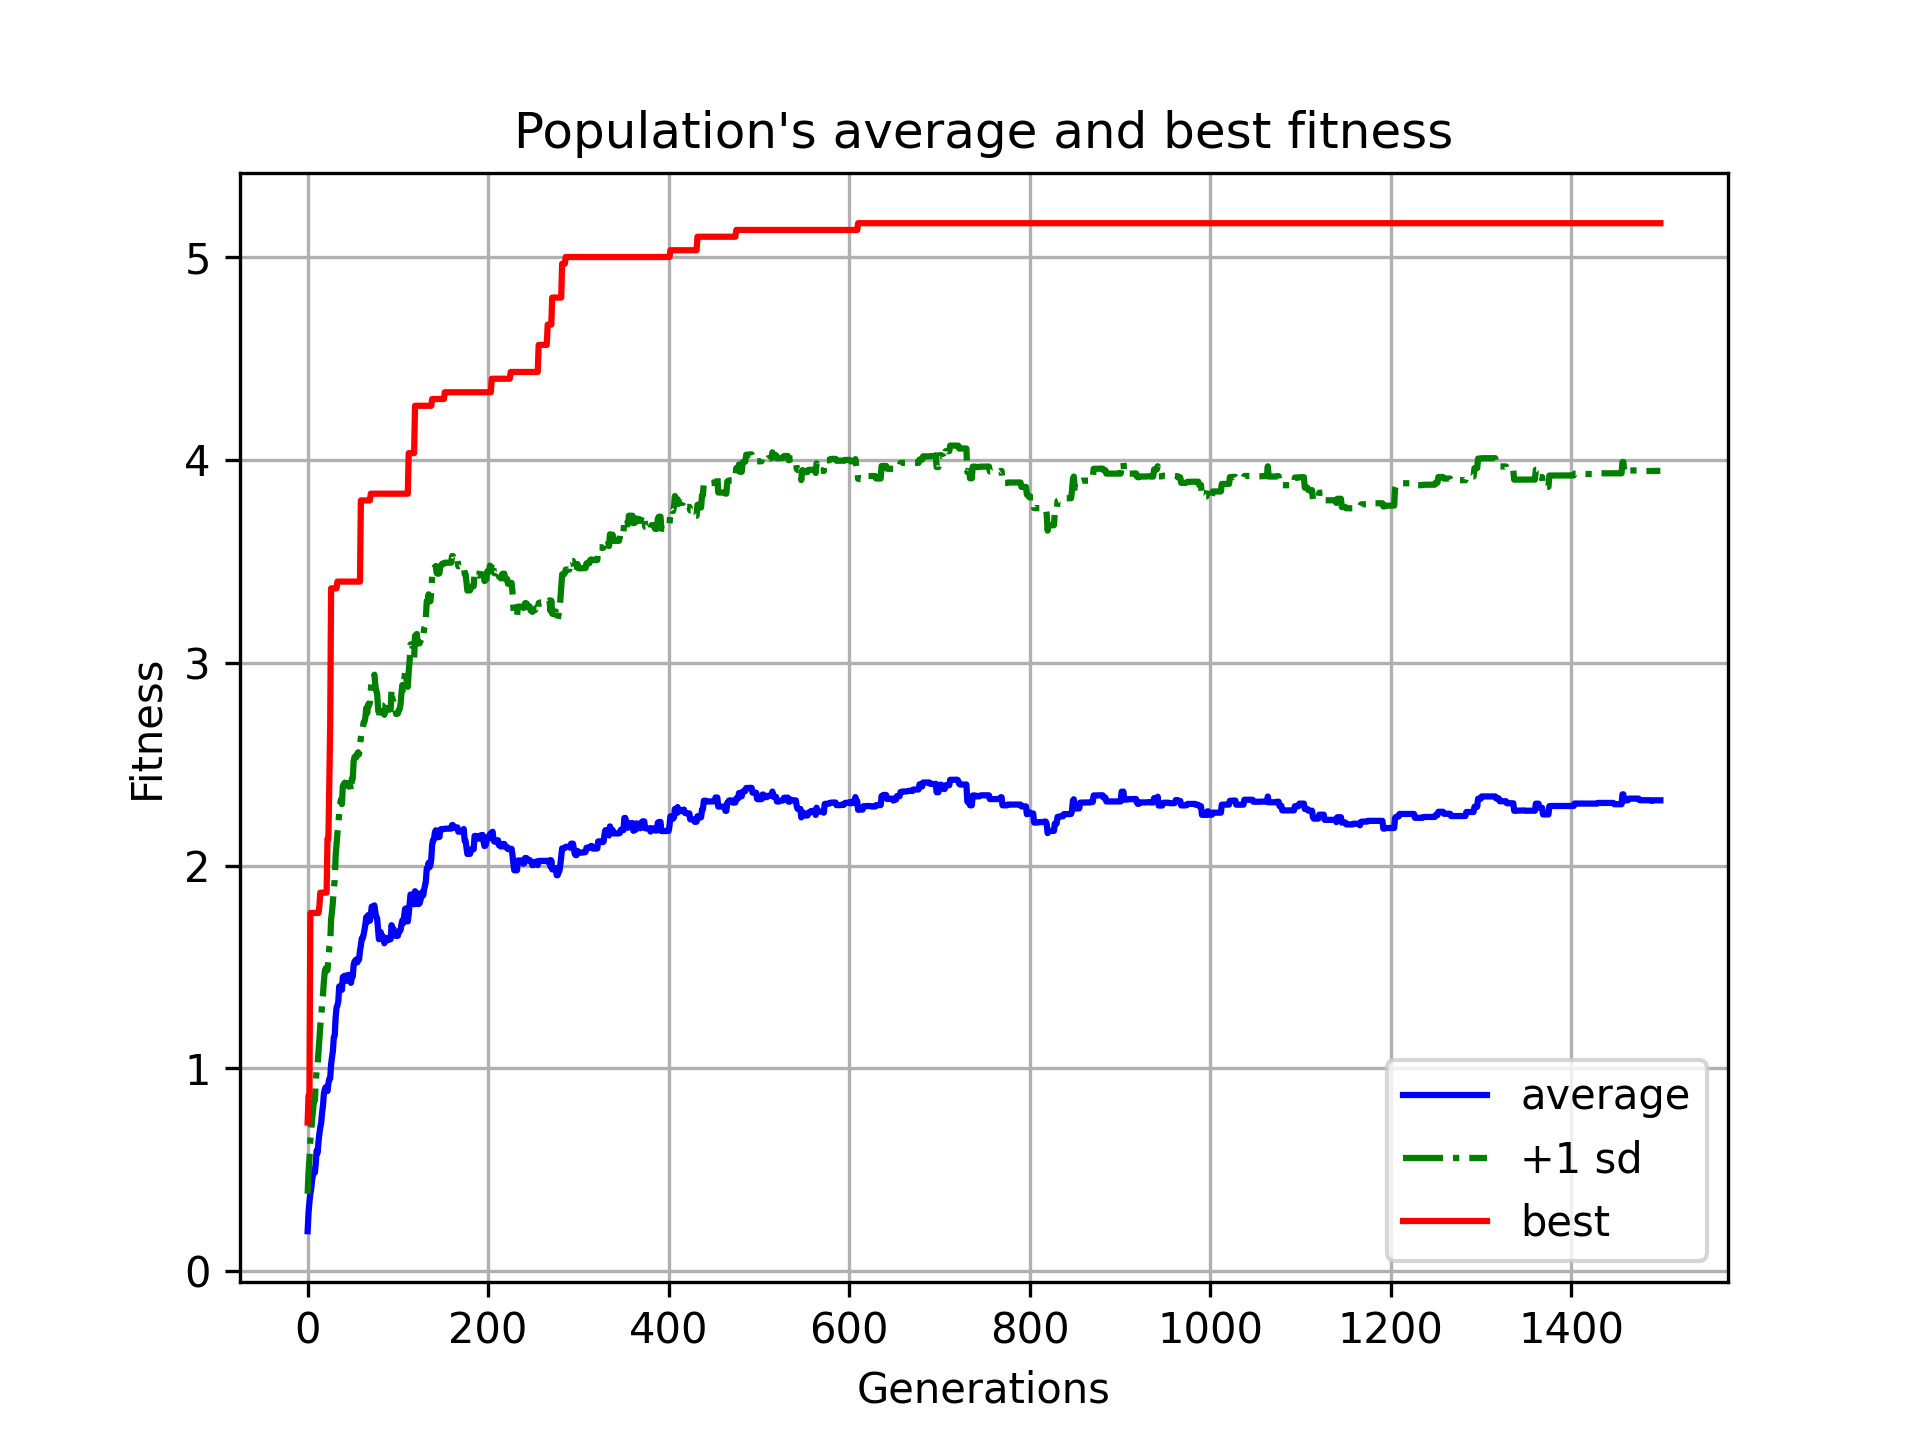 Population's average and best fitness
5
4
3
2
1
0
Fitness
0 200 400 600 800 1000 1200 1400
Generations
average
+1 sd
best